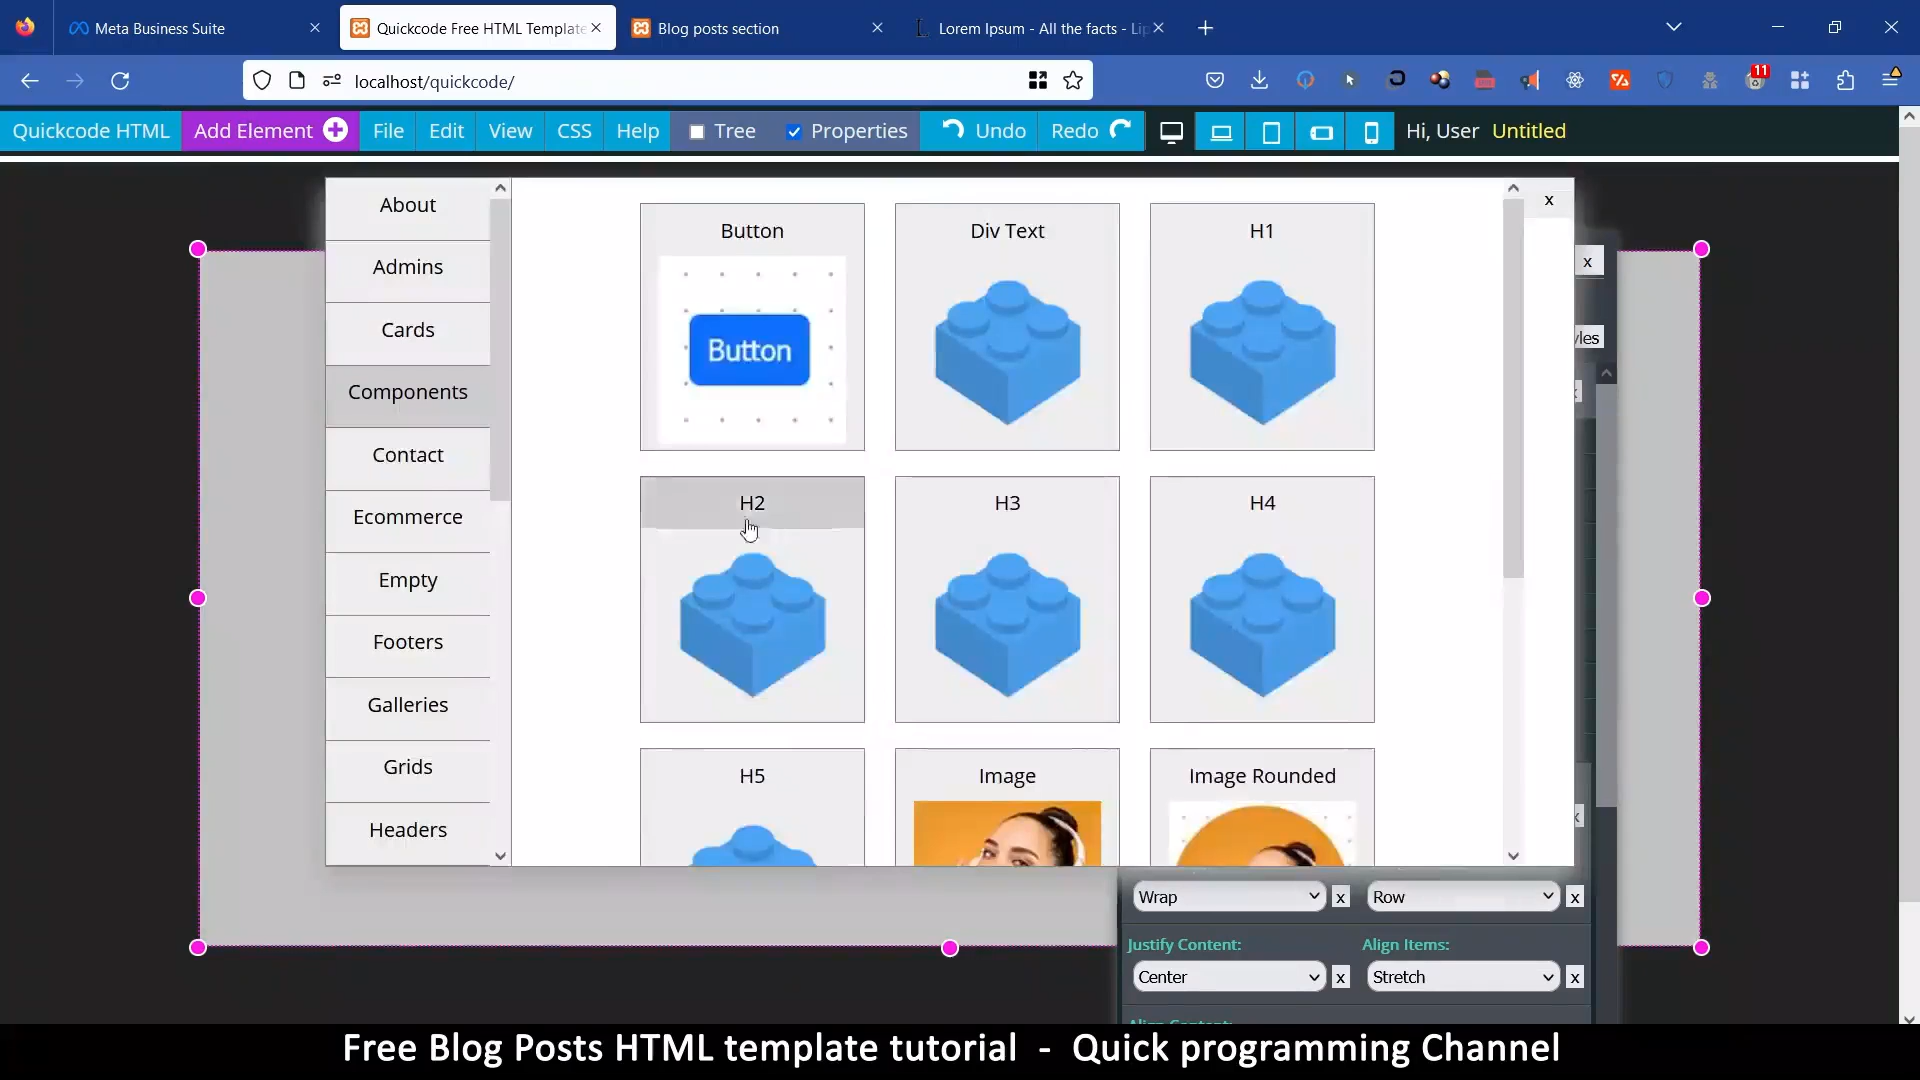 Meta Business Suite
Quickcode Free HTML Template
Blog posts section
Lorem Ipsum - All the facts - Lip
localhost/quickcode/
11
Quickcode HTML
Add Element
File
Edit
View
CSS
Help
Tree
Properties
Undo
Redo
Hi, User
Untitled
About
Admins
Cards
Components
Contact
Ecommerce
Empty
Footers
Galleries
Grids
Headers
Button
Div Text
H1
Button
H2
H3
H4
H5
Image
Image Rounded
x
x
yles
x
Wrap
x
Row
x
Justify Content:
Align Items:
Center
x
Stretch
x
Free Blog Posts HTML template tutorial - Quick programming Channel